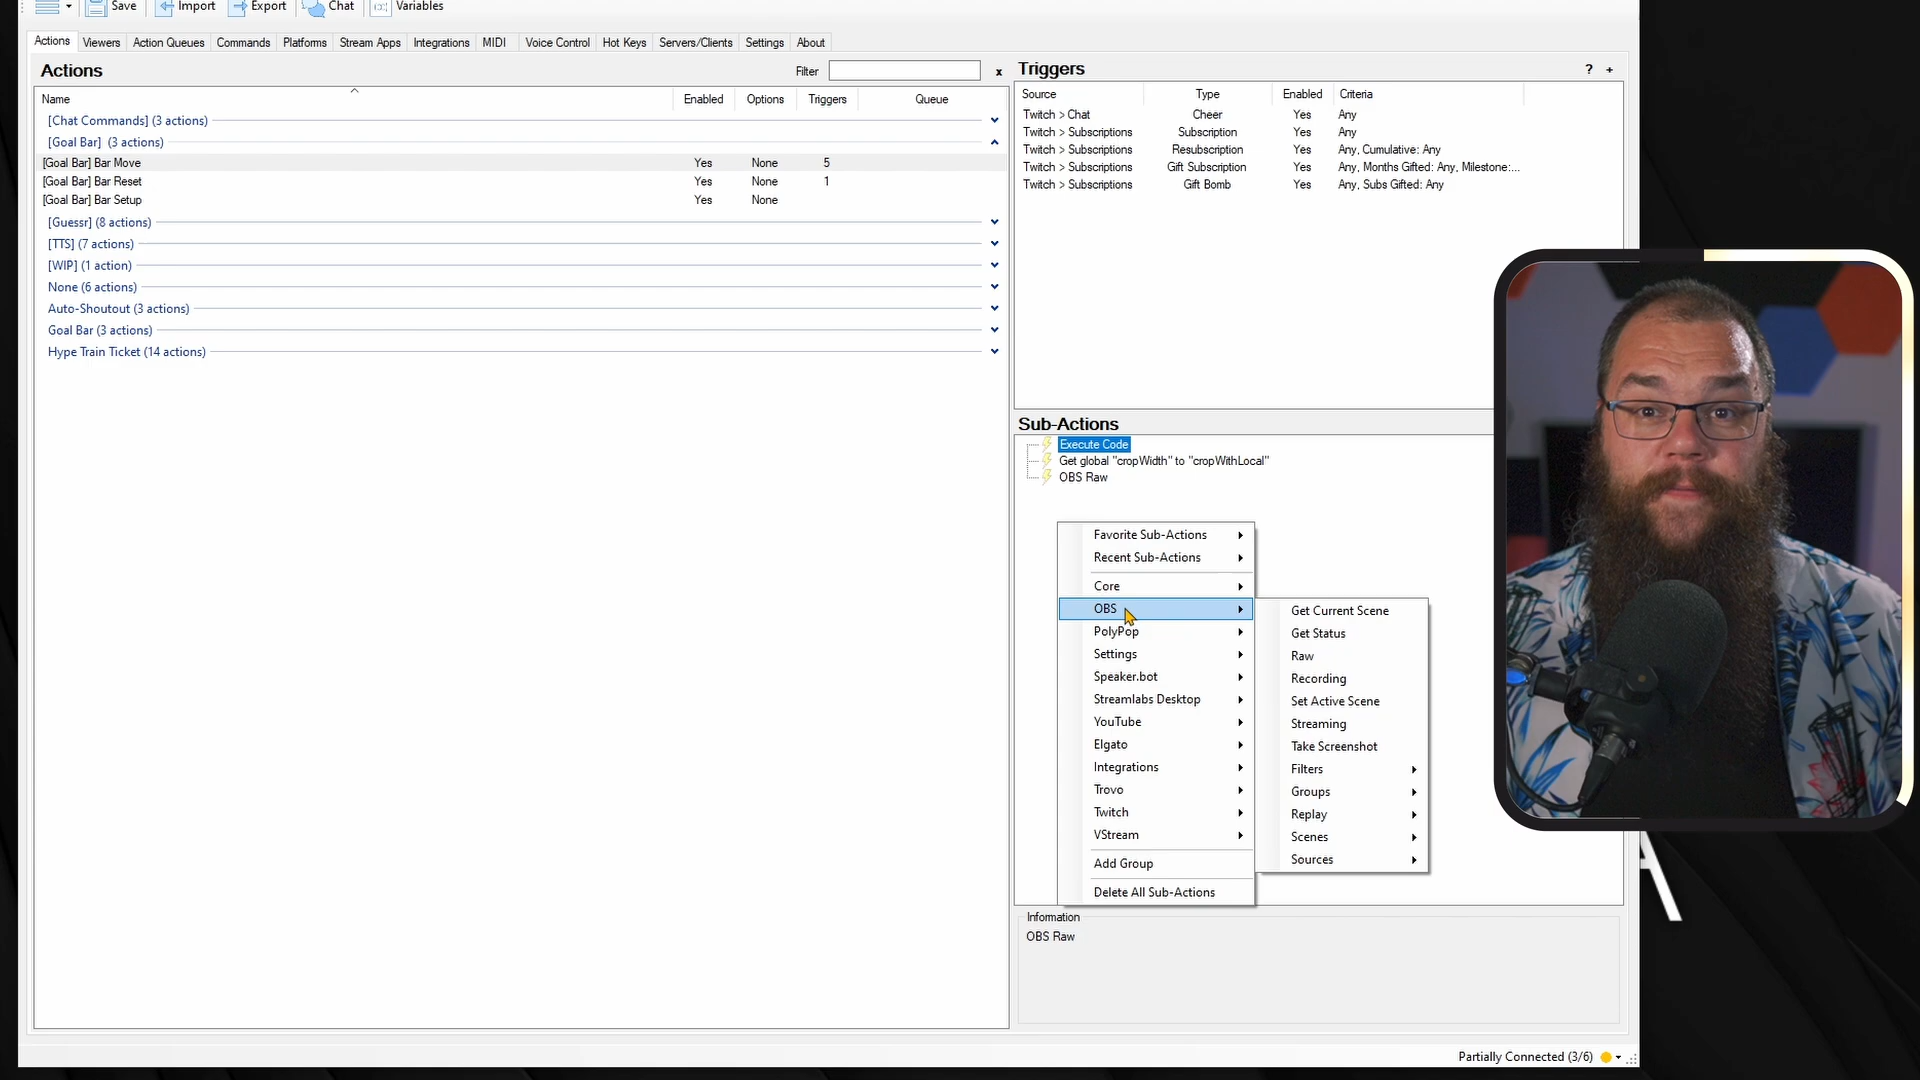 Save Import Export Chat Variables
Actions Viewers Action Queues Commands Platforms Stream Apps Integrations MIDI Voice Control Hot Keys Servers/Clients Settings About
Actions
Filter
x
Name Enabled Options Triggers Queue
[Chat Commands] (3 actions)
[Goal Bar] (3 actions)
[Goal Bar] Bar Move Yes None 5
[Goal Bar] Bar Reset Yes None 1
[Goal Bar] Bar Setup Yes None
[Guessr] (8 actions)
[TTS] (7 actions)
[WIP] (1 action)
None (6 actions)
Auto-Shoutout (3 actions)
Goal Bar (3 actions)
Hype Train Ticket (14 actions)
Triggers ? +
Source Type Enabled Criteria
Twitch > Chat Cheer Yes Any
Twitch > Subscriptions Subscription Yes Any
Twitch > Subscriptions Resubscription Yes Any, Cumulative: Any
Twitch > Subscriptions Gift Subscription Yes Any, Months Gifted: Any, Milestone:...
Twitch > Subscriptions Gift Bomb Yes Any, Subs Gifted: Any
Sub-Actions
Execute Code
Get global "cropWidth" to "cropWithLocal"
OBS Raw
Favorite Sub-Actions
Recent Sub-Actions
Core
OBS
PolyPop
Settings
Speaker.bot
Streamlabs Desktop
YouTube
Elgato
Integrations
Trovo
Twitch
VStream
Add Group
Delete All Sub-Actions
Get Current Scene
Get Status
Raw
Recording
Set Active Scene
Streaming
Take Screenshot
Filters
Groups
Replay
Scenes
Sources
Information
OBS Raw
Partially Connected (3/6)